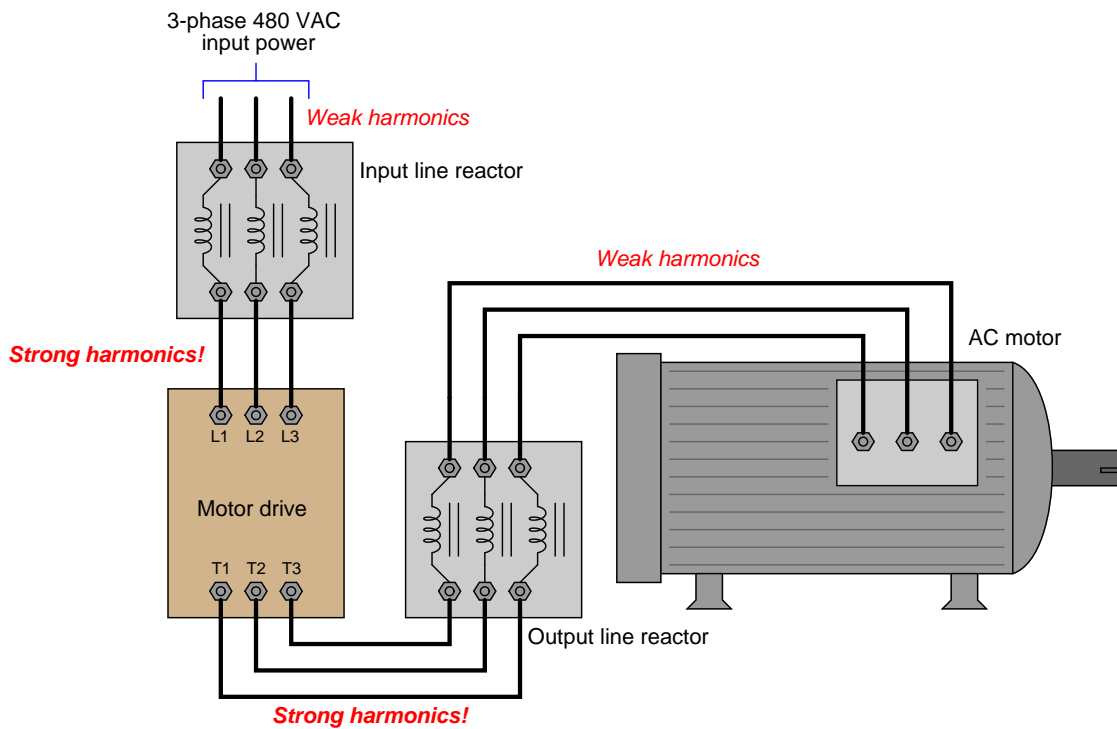 3-phase 480 VAC
input power
Weak harmonics
Input line reactor
Strong harmonics!
L1 L2 L3
Motor drive
T1 T2 T3
Weak harmonics
AC motor
Output line reactor
Strong harmonics!